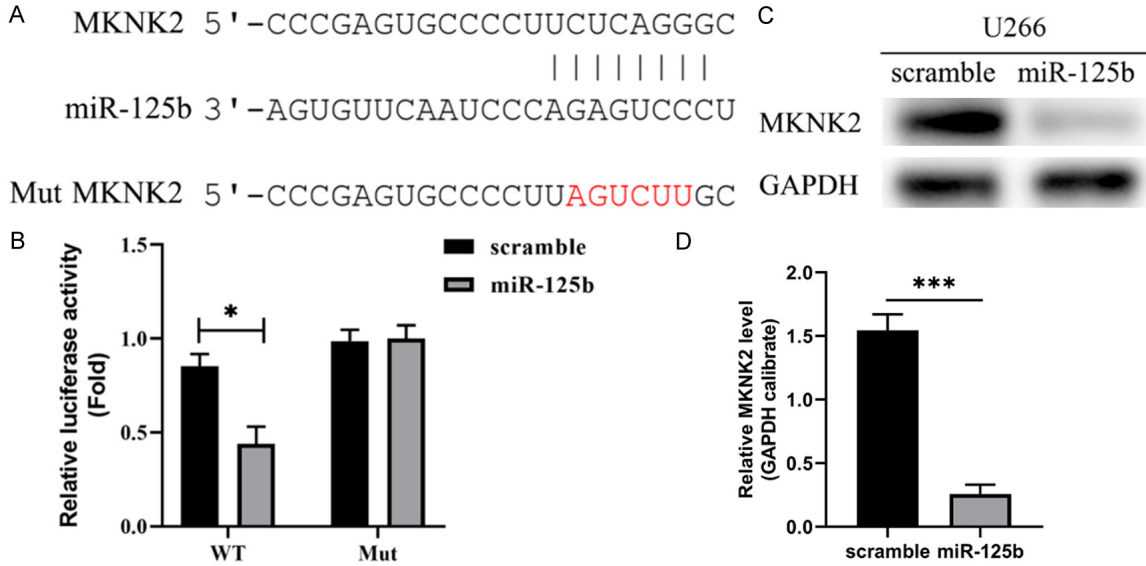 A
MKNK2 5'-CCCGAGUGCCCCUUCUCAGGGC
| | | | | | | |
miR-125b 3'-AGUGUUCAAUCCCAGAGUCCCU
Mut MKNK2 5'-CCCGAGUGCCCCUUAGUCUUGC
B
Relative luciferase activity
(Fold)
1.5
1.0
0.5
0.0
*
WT
Mut
scramble
miR-125b
C
U266
scramble miR-125b
MKNK2
GAPDH
D
Relative MKNK2 level
(GAPDH calibrate)
2.0
1.5
1.0
0.5
0.0
***
scramble miR-125b